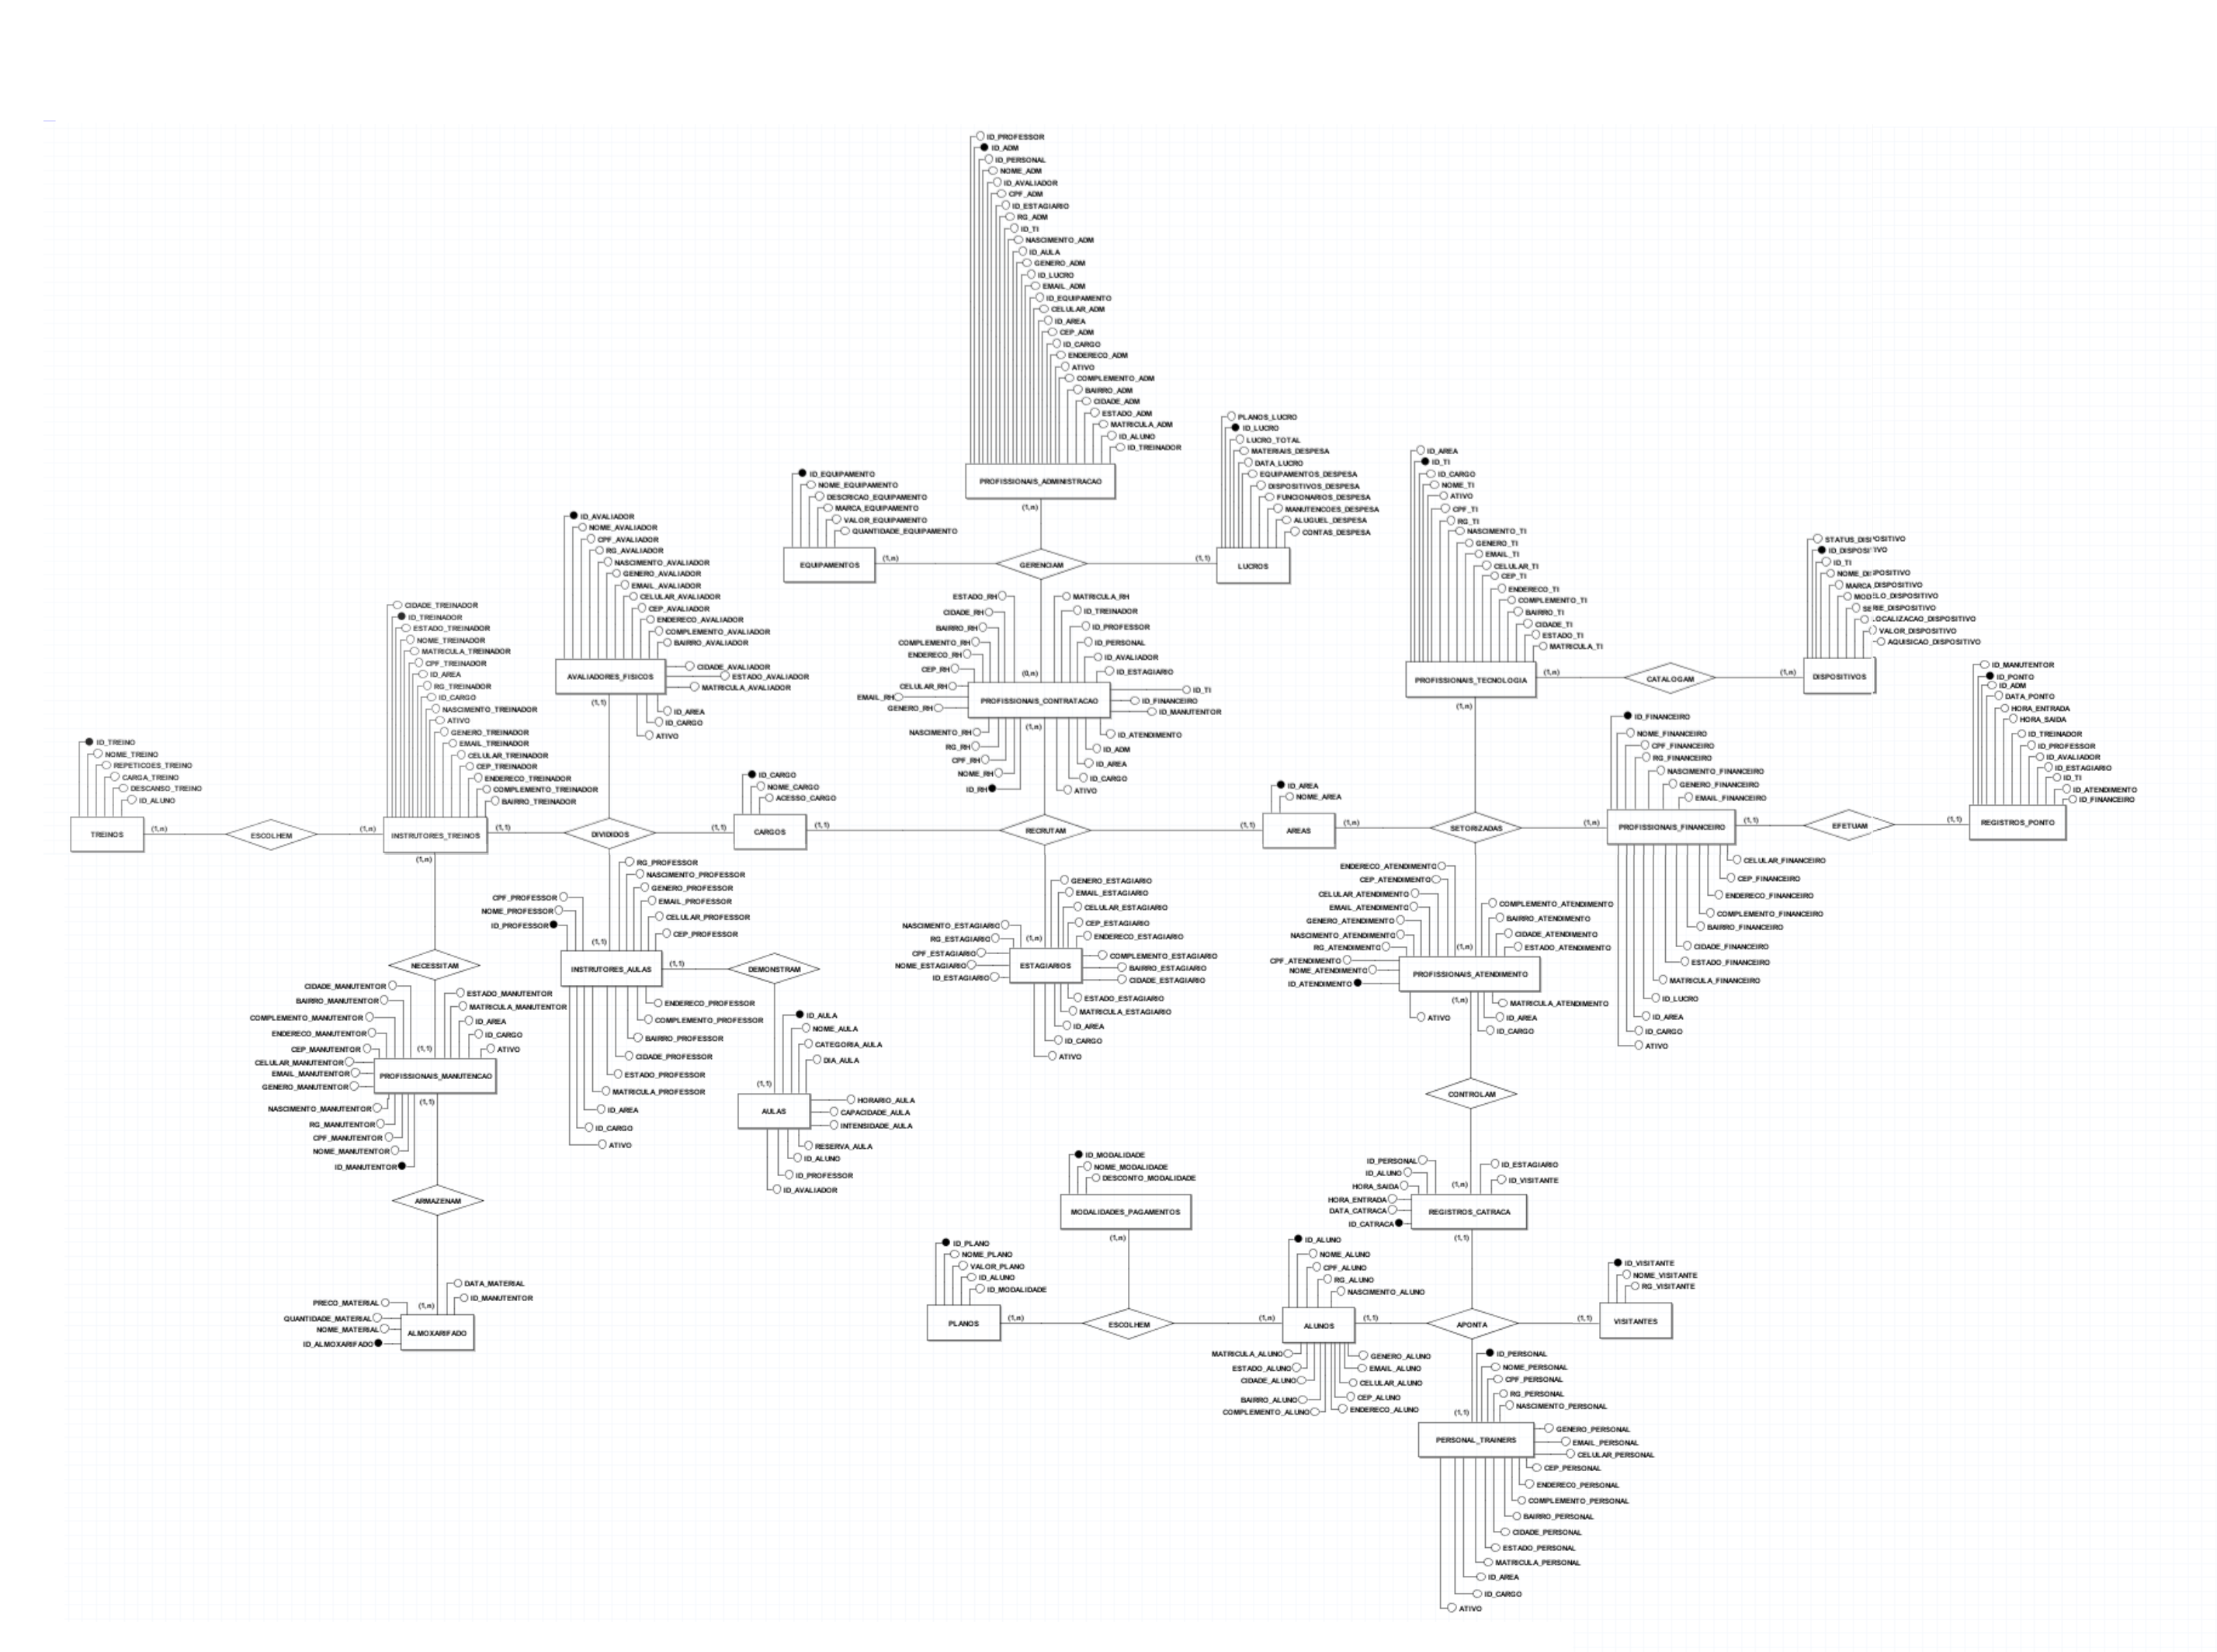 ID_PROFESSOR
ID_ADM
ID_PERSONAL
NOME_ADM
ID_AVALIADOR
CPF_ADM
ID_ESTAGIARIO
RG_ADM
ID_TI
NASCIMENTO_ADM
ID_AULA
GENERO_ADM
ID_LUCRO
EMAIL_ADM
ID_EQUIPAMENTO
CELULAR_ADM
ID_AREA
CEP_ADM
ID_CARGO
ENDERECO_ADM
ATIVO
COMPLEMENTO_ADM
BAIRRO_ADM
CIDADE_ADM
ESTADO_ADM
MATRICULA_ADM
ID_ALUNO
ID_TREINADOR
PROFISSIONAIS_ADMINISTRACAO
(1,n)
ID_EQUIPAMENTO
NOME_EQUIPAMENTO
DESCRICAO_EQUIPAMENTO
MARCA_EQUIPAMENTO
VALOR_EQUIPAMENTO
QUANTIDADE_EQUIPAMENTO
EQUIPAMENTOS
(1,n)
GERENCIAM
(1,1)
PLANOS_LUCRO
ID_LUCRO
LUCRO_TOTAL
MATERIAIS_DESPESA
DATA_LUCRO
EQUIPAMENTOS_DESPESA
DISPOSITIVOS_DESPESA
FUNCIONARIOS_DESPESA
MANUTENCOES_DESPESA
ALUGUEL_DESPESA
CONTAS_DESPESA
LUCROS
ID_AREA
ID_TI
ID_CARGO
NOME_TI
ATIVO
CPF_TI
RG_TI
NASCIMENTO_TI
GENERO_TI
EMAIL_TI
CELULAR_TI
CEP_TI
ENDERECO_TI
COMPLEMENTO_TI
BAIRRO_TI
CIDADE_TI
ESTADO_TI
MATRICULA_TI
PROFISSIONAIS_TECNOLOGIA
(1,n)
(1,n)
CATALOGAM
(1,n)
ID_TI
VALOR_DISPOSITIVO
AQUISICAO_DISPOSITIVO
DISPOSITIVOS
ID_AVALIADOR
NOME_AVALIADOR
CPF_AVALIADOR
RG_AVALIADOR
NASCIMENTO_AVALIADOR
GENERO_AVALIADOR
EMAIL_AVALIADOR
CELULAR_AVALIADOR
CEP_AVALIADOR
ENDERECO_AVALIADOR
COMPLEMENTO_AVALIADOR
BAIRRO_AVALIADOR
CIDADE_AVALIADOR
ESTADO_AVALIADOR
MATRICULA_AVALIADOR
AVALIADORES_FISICOS
(1,1)
ID_AREA
ID_CARGO
ATIVO
CIDADE_TREINADOR
ID_TREINADOR
ESTADO_TREINADOR
NOME_TREINADOR
MATRICULA_TREINADOR
CPF_TREINADOR
ID_AREA
RG_TREINADOR
ID_CARGO
NASCIMENTO_TREINADOR
ATIVO
GENERO_TREINADOR
EMAIL_TREINADOR
CELULAR_TREINADOR
CEP_TREINADOR
ENDERECO_TREINADOR
COMPLEMENTO_TREINADOR
BAIRRO_TREINADOR
ID_TREINO
NOME_TREINO
REPETICOES_TREINO
CARGA_TREINO
DESCANSO_TREINO
ID_ALUNO
TREINOS
(1,n)
ESCOLHEM
(1,n)
INSTRUTORES_TREINOS
(1,1)
(1,n)
DIVIDIDOS
(1,1)
ID_CARGO
NOME_CARGO
ACESSO_CARGO
CARGOS
(1,1)
ESTADO_RH
CIDADE_RH
BAIRRO_RH
COMPLEMENTO_RH
ENDERECO_RH
CEP_RH
CELULAR_RH
EMAIL_RH
GENERO_RH
MATRICULA_RH
ID_TREINADOR
ID_PROFESSOR
ID_PERSONAL
ID_AVALIADOR
ID_ESTAGIARIO
ID_TI
ID_FINANCEIRO
ID_MANUTENTOR
(0,n)
PROFISSIONAIS_CONTRATACAO
(1,n)
NASCIMENTO_RH
RG_RH
CPF_RH
NOME_RH
ID_RH
ID_ATENDIMENTO
ID_ADM
ID_AREA
ID_CARGO
ATIVO
RECRUTAM
(1,1)
ID_AREA
NOME_AREA
AREAS
(1,n)
SETORIZADAS
(1,n)
ID_FINANCEIRO
NOME_FINANCEIRO
CPF_FINANCEIRO
RG_FINANCEIRO
NASCIMENTO_FINANCEIRO
GENERO_FINANCEIRO
EMAIL_FINANCEIRO
PROFISSIONAIS_FINANCEIRO
(1,1)
EFETUAM
(1,1)
CELULAR_FINANCEIRO
CEP_FINANCEIRO
ENDERECO_FINANCEIRO
COMPLEMENTO_FINANCEIRO
BAIRRO_FINANCEIRO
CIDADE_FINANCEIRO
ESTADO_FINANCEIRO
MATRICULA_FINANCEIRO
ID_LUCRO
ID_AREA
ID_CARGO
ATIVO
ID_MANUTENTOR
ID_PONTO
ID_ADM
DATA_PONTO
HORA_ENTRADA
HORA_SAIDA
ID_TREINADOR
ID_PROFESSOR
ID_AVALIADOR
ID_ESTAGIARIO
ID_TI
ID_ATENDIMENTO
ID_FINANCEIRO
REGISTROS_PONTO
NECESSITAM
CIDADE_MANUTENTOR
BAIRRO_MANUTENTOR
COMPLEMENTO_MANUTENTOR
ENDERECO_MANUTENTOR
CEP_MANUTENTOR
CELULAR_MANUTENTOR
EMAIL_MANUTENTOR
GENERO_MANUTENTOR
ESTADO_MANUTENTOR
MATRICULA_MANUTENTOR
ID_AREA
ID_CARGO
ATIVO
(1,1)
PROFISSIONAIS_MANUTENCAO
(1,1)
NASCIMENTO_MANUTENTOR
RG_MANUTENTOR
CPF_MANUTENTOR
NOME_MANUTENTOR
ID_MANUTENTOR
ARMAZENAM
DATA_MATERIAL
ID_MANUTENTOR
(1,n)
PRECO_MATERIAL
QUANTIDADE_MATERIAL
NOME_MATERIAL
ID_ALMOXARIFADO
ALMOXARIFADO
RG_PROFESSOR
NASCIMENTO_PROFESSOR
GENERO_PROFESSOR
EMAIL_PROFESSOR
CELULAR_PROFESSOR
CEP_PROFESSOR
CPF_PROFESSOR
NOME_PROFESSOR
ID_PROFESSOR
(1,1)
INSTRUTORES_AULAS
(1,1)
DEMONSTRAM
ENDERECO_PROFESSOR
COMPLEMENTO_PROFESSOR
BAIRRO_PROFESSOR
CIDADE_PROFESSOR
ESTADO_PROFESSOR
MATRICULA_PROFESSOR
ID_AREA
ID_CARGO
ATIVO
ID_AULA
NOME_AULA
CATEGORIA_AULA
DIA_AULA
(1,1)
AULAS
HORARIO_AULA
CAPACIDADE_AULA
INTENSIDADE_AULA
RESERVA_AULA
ID_ALUNO
ID_PROFESSOR
ID_AVALIADOR
GENERO_ESTAGIARIO
EMAIL_ESTAGIARIO
CELULAR_ESTAGIARIO
CEP_ESTAGIARIO
ENDERECO_ESTAGIARIO
NASCIMENTO_ESTAGIARIO
RG_ESTAGIARIO
CPF_ESTAGIARIO
NOME_ESTAGIARIO
ID_ESTAGIARIO
(1,n)
ESTAGIARIOS
COMPLEMENTO_ESTAGIARIO
BAIRRO_ESTAGIARIO
CIDADE_ESTAGIARIO
ESTADO_ESTAGIARIO
MATRICULA_ESTAGIARIO
ID_AREA
ID_CARGO
ATIVO
ENDERECO_ATENDIMENTO
CEP_ATENDIMENTO
CELULAR_ATENDIMENTO
EMAIL_ATENDIMENTO
GENERO_ATENDIMENTO
NASCIMENTO_ATENDIMENTO
RG_ATENDIMENTO
CPF_ATENDIMENTO
NOME_ATENDIMENTO
ID_ATENDIMENTO
COMPLEMENTO_ATENDIMENTO
BAIRRO_ATENDIMENTO
CIDADE_ATENDIMENTO
ESTADO_ATENDIMENTO
(1,n)
PROFISSIONAIS_ATENDIMENTO
(1,n)
MATRICULA_ATENDIMENTO
ID_AREA
ID_CARGO
ATIVO
CONTROLAM
ID_PERSONAL
ID_ALUNO
HORA_SAIDA
HORA_ENTRADA
DATA_CATRACA
ID_CATRACA
ID_ESTAGIARIO
ID_VISITANTE
(1,n)
REGISTROS_CATRACA
(1,1)
ID_MODALIDADE
NOME_MODALIDADE
DESCONTO_MODALIDADE
MODALIDADES_PAGAMENTOS
(1,n)
ID_PLANO
NOME_PLANO
VALOR_PLANO
ID_ALUNO
ID_MODALIDADE
PLANOS
(1,n)
ESCOLHEM
(1,n)
ID_ALUNO
NOME_ALUNO
CPF_ALUNO
RG_ALUNO
NASCIMENTO_ALUNO
ALUNOS
(1,1)
APONTA
(1,1)
ID_VISITANTE
NOME_VISITANTE
RG_VISITANTE
VISITANTES
MATRICULA_ALUNO
ESTADO_ALUNO
CIDADE_ALUNO
BAIRRO_ALUNO
COMPLEMENTO_ALUNO
GENERO_ALUNO
EMAIL_ALUNO
CELULAR_ALUNO
CEP_ALUNO
ENDERECO_ALUNO
ID_PERSONAL
NOME_PERSONAL
CPF_PERSONAL
RG_PERSONAL
NASCIMENTO_PERSONAL
(1,1)
PERSONAL_TRAINERS
GENERO_PERSONAL
EMAIL_PERSONAL
CELULAR_PERSONAL
CEP_PERSONAL
ENDERECO_PERSONAL
COMPLEMENTO_PERSONAL
BAIRRO_PERSONAL
CIDADE_PERSONAL
ESTADO_PERSONAL
MATRICULA_PERSONAL
ID_AREA
ID_CARGO
ATIVO